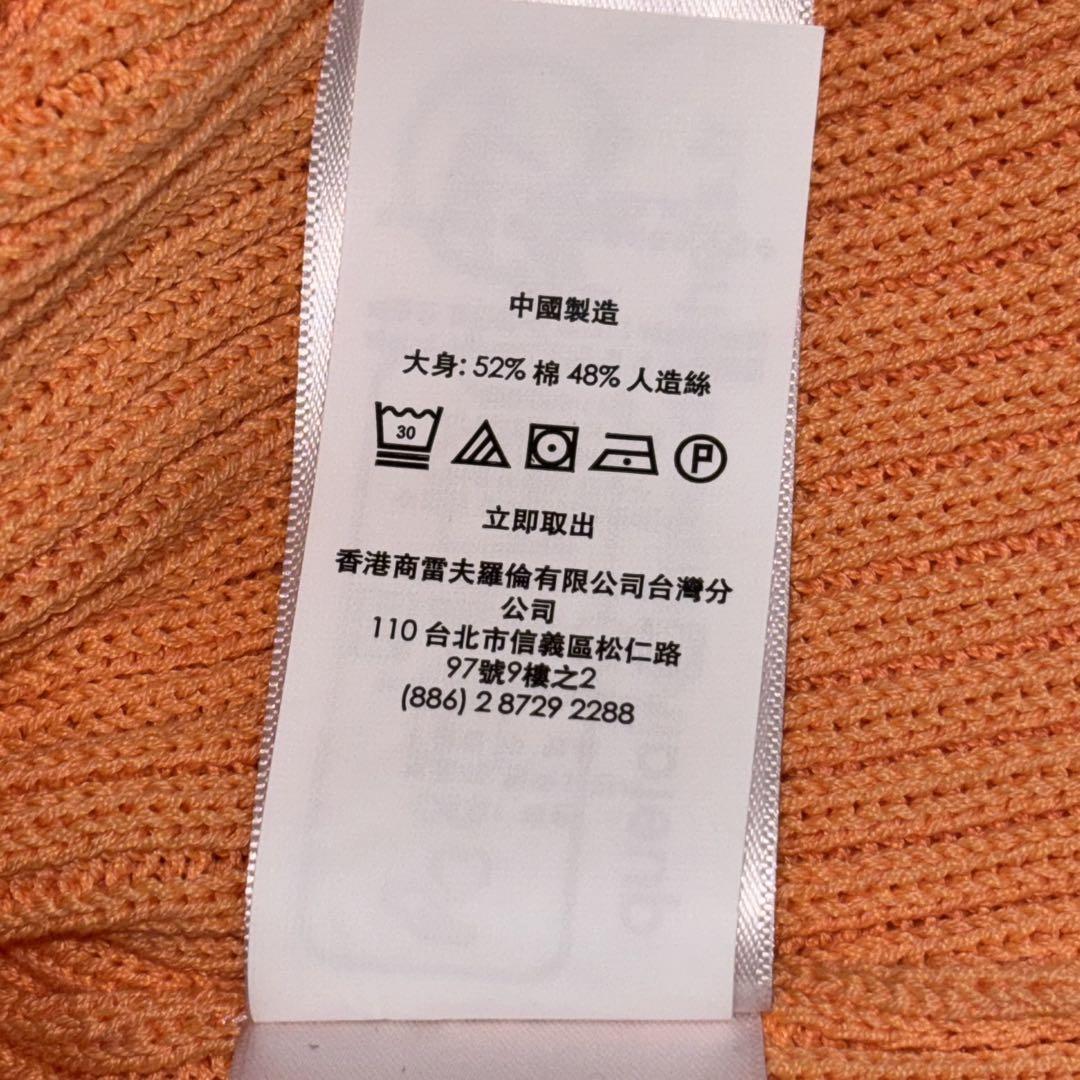 中國製造
大身: 52% 棉 48% 人造絲
30
P
立即取出
香港商雷夫羅倫有限公司台灣分
公司
110 台北市信義區松仁路
97號9樓之2
(886) 2 8729 2288